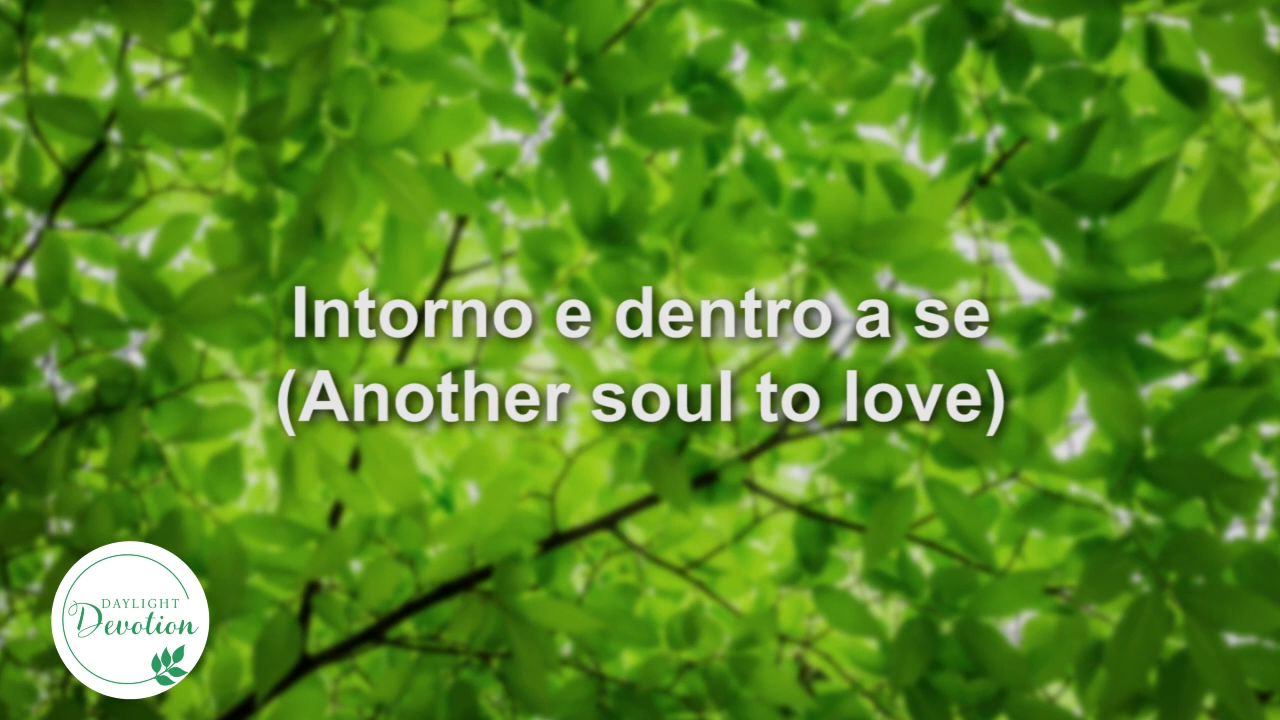 Intorno e dentro a se
(Another soul to love)
DAYLIGHT
Devotion